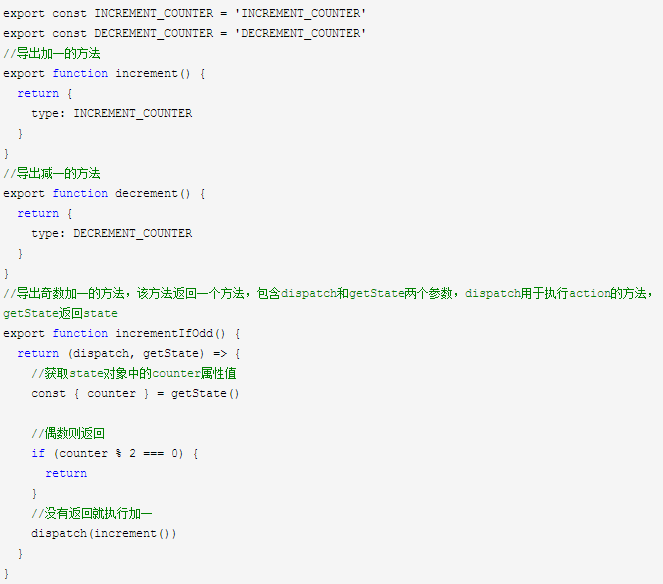 export const INCREMENT_COUNTER = 'INCREMENT_COUNTER'
export const DECREMENT_COUNTER = 'DECREMENT_COUNTER'
//导出加一的方法
export function increment() {
  return {
    type: INCREMENT_COUNTER
  }
}
//导出减一的方法
export function decrement() {
  return {
    type: DECREMENT_COUNTER
  }
}
//导出奇数加一的方法，该方法返回一个方法，包含dispatch和getState两个参数，dispatch用于执行action的方法，
getState返回state
export function incrementIfOdd() {
  return (dispatch, getState) => {
    //获取state对象中的counter属性值
    const { counter } = getState()

    //偶数则返回
    if (counter % 2 === 0) {
      return
    }
    //没有返回就执行加一
    dispatch(increment())
  }
}